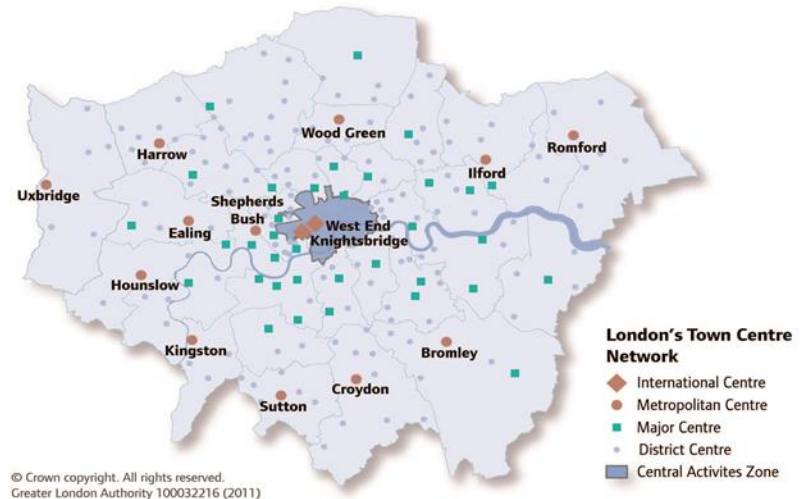 Wood Green
Romford
Harrow
Ilford
Uxbridge
Shepherds
Bush
West End
Knightsbridge
Ealing
Hounslow
Kingston
Bromley
Croydon
Sutton
London's Town Centre
Network
International Centre
Metropolitan Centre
Major Centre
District Centre
Central Activites Zone
© Crown copyright. All rights reserved.
Greater London Authority 100032216 (2011)